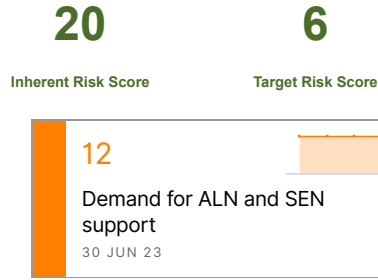 20 6
Inherent Risk Score Target Risk Score
12
Demand for ALN and SEN
support
30 JUN 23